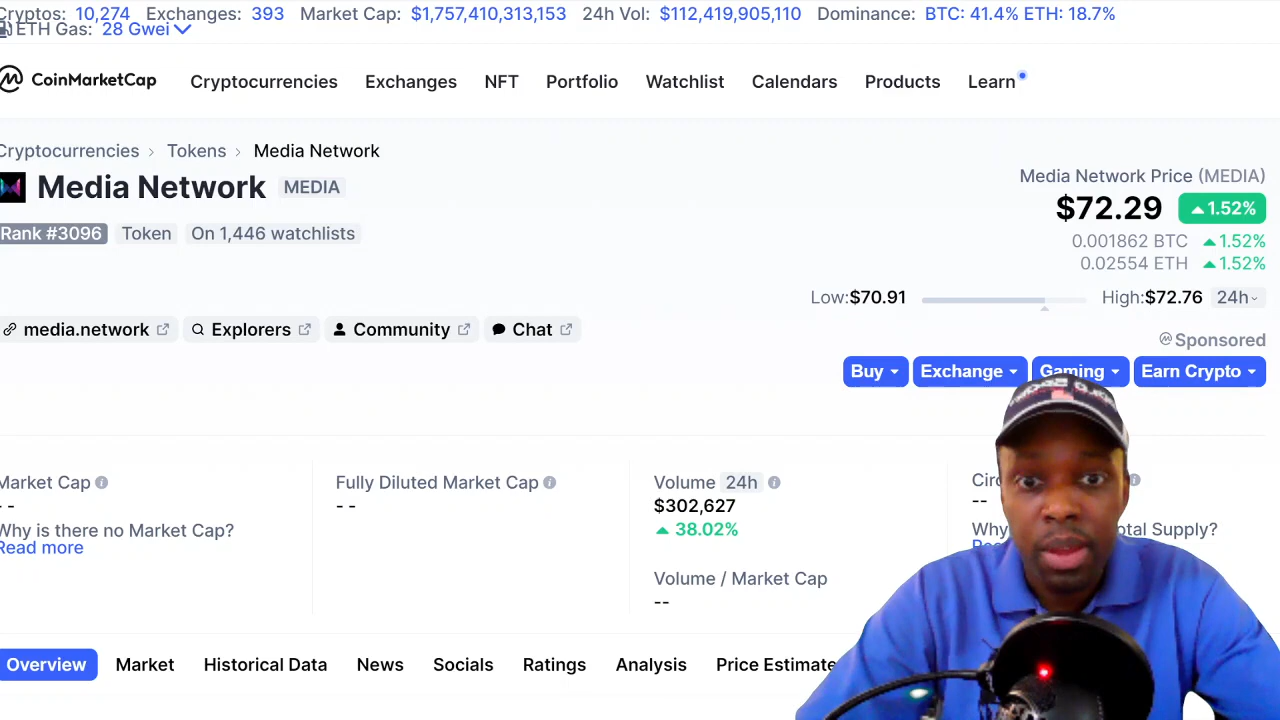 Cryptos: 10,274 Exchanges: 393 Market Cap: $1,757,410,313,153 24h Vol: $112,419,905,110 Dominance: BTC: 41.4% ETH: 18.7%
ETH Gas: 28 Gwei
CoinMarketCap Cryptocurrencies Exchanges NFT Portfolio Watchlist Calendars Products Learn
Cryptocurrencies Tokens Media Network
Media Network MEDIA
Media Network Price (MEDIA)
$72.29 1.52%
Rank #3096 Token On 1,446 watchlists
0.001862 BTC 1.52%
0.02554 ETH 1.52%
Low:$70.91 High:$72.76 24h
media.network Explorers Community Chat
Sponsored
Buy Exchange Gaming Earn Crypto
Market Cap
--
Why is there no Market Cap?
Read more
Fully Diluted Market Cap
--
Volume 24h
$302,627
38.02%
Volume / Market Cap
--
Circ
--
Why otal Supply?
Overview Market Historical Data News Socials Ratings Analysis Price Estimate